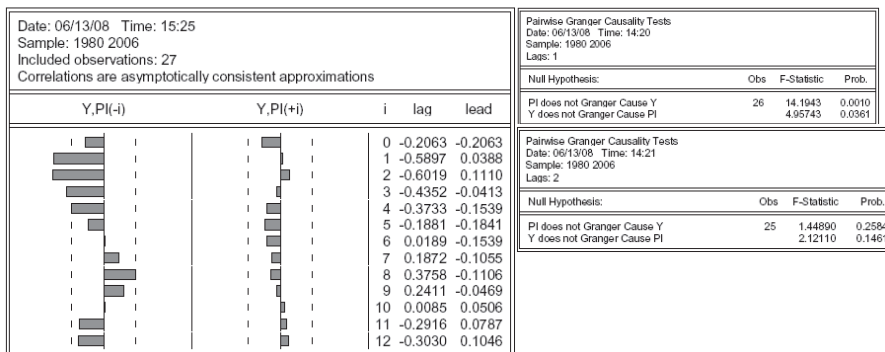 Date: 06/13/08 Time: 15:25
Sample: 1980 2006
Included observations: 27
Correlations are asymptotically consistent approximations
Y,PI(-i) Y,PI(+i) i lag lead
0 -0.2063 -0.2063
1 -0.5897 0.0388
2 -0.6019 0.1110
3 -0.4352 -0.0413
4 -0.3733 -0.1539
5 -0.1881 -0.1841
6 0.0189 -0.1539
7 0.1872 -0.1055
8 0.3758 -0.1106
9 0.2411 -0.0469
10 0.0085 0.0506
11 -0.2916 0.0787
12 -0.3030 0.1046
Pairwise Granger Causality Tests
Date: 06/13/08 Time: 14:20
Sample: 1980 2006
Lags: 1
Null Hypothesis: Obs F-Statistic Prob.
PI does not Granger Cause Y 26 14.1943 0.0010
Y does not Granger Cause PI 4.95743 0.0361
Pairwise Granger Causality Tests
Date: 06/13/08 Time: 14:21
Sample: 1980 2006
Lags: 2
Null Hypothesis: Obs F-Statistic Prob.
PI does not Granger Cause Y 25 1.44890 0.2584
Y does not Granger Cause PI 2.12110 0.1461